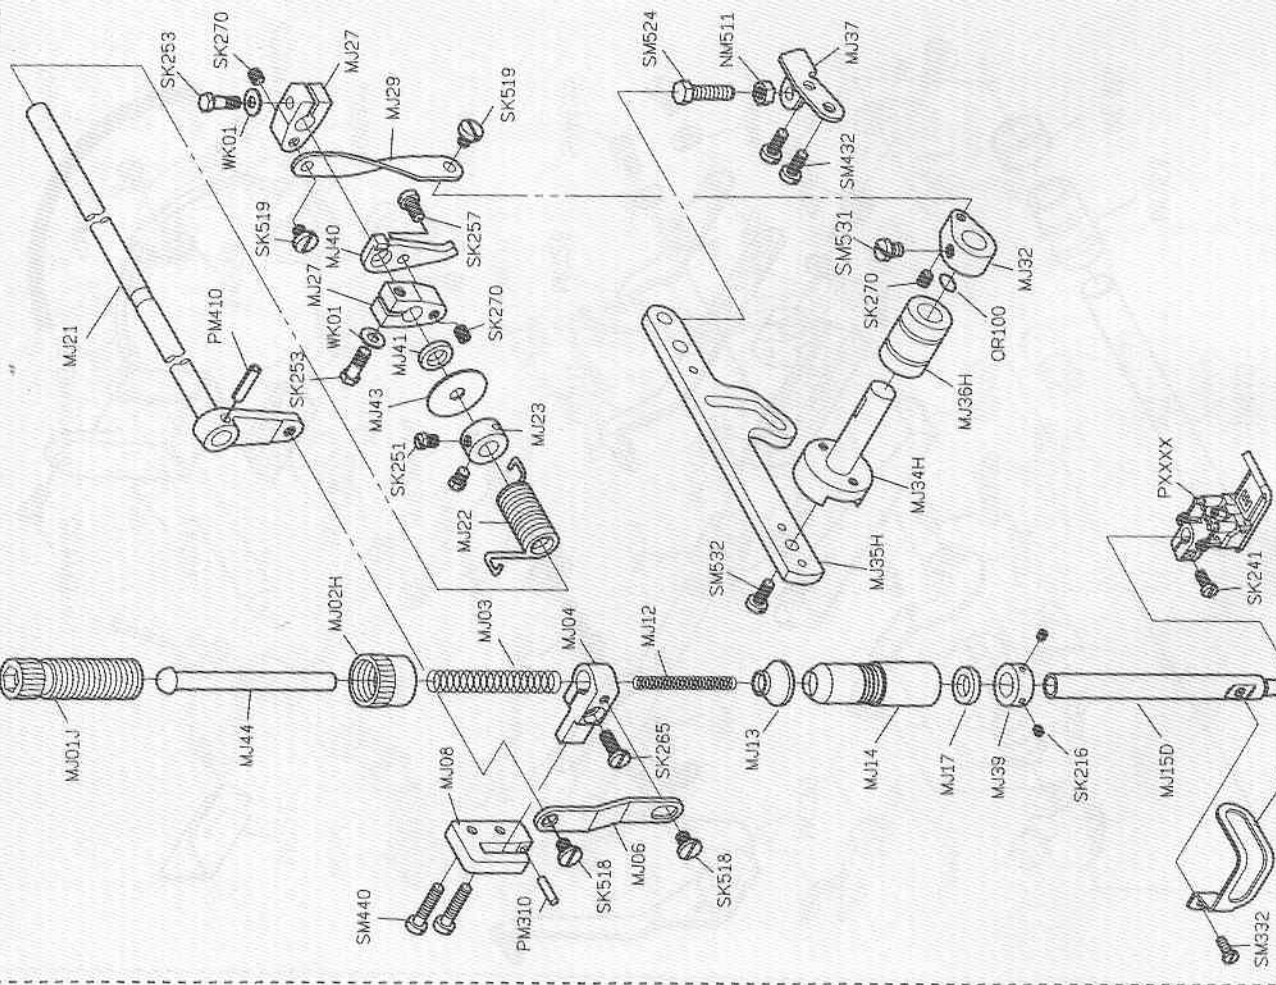 SK253
SK270
MJ27
MJ29
SK519
WK01
SK519
MJ40
SK257
MJ27
WK01
SK270
MJ41
SK253
MJ43
MJ23
SK251
MJ22
MJ21
PM410
SM524
NM511
MJ37
SM432
SM531
SK270
MJ32
OR100
MJ36H
MJ34H
MJ35H
SM532
PXXXX
SK241
MJ02H
MJ03
MJ04
MJ12
MJ01J
MJ44
MJ08
SK265
MJ13
MJ14
MJ17
MJ39
SK216
MJ15D
SM440
PM310
SK518
MJ06
SK518
SM332